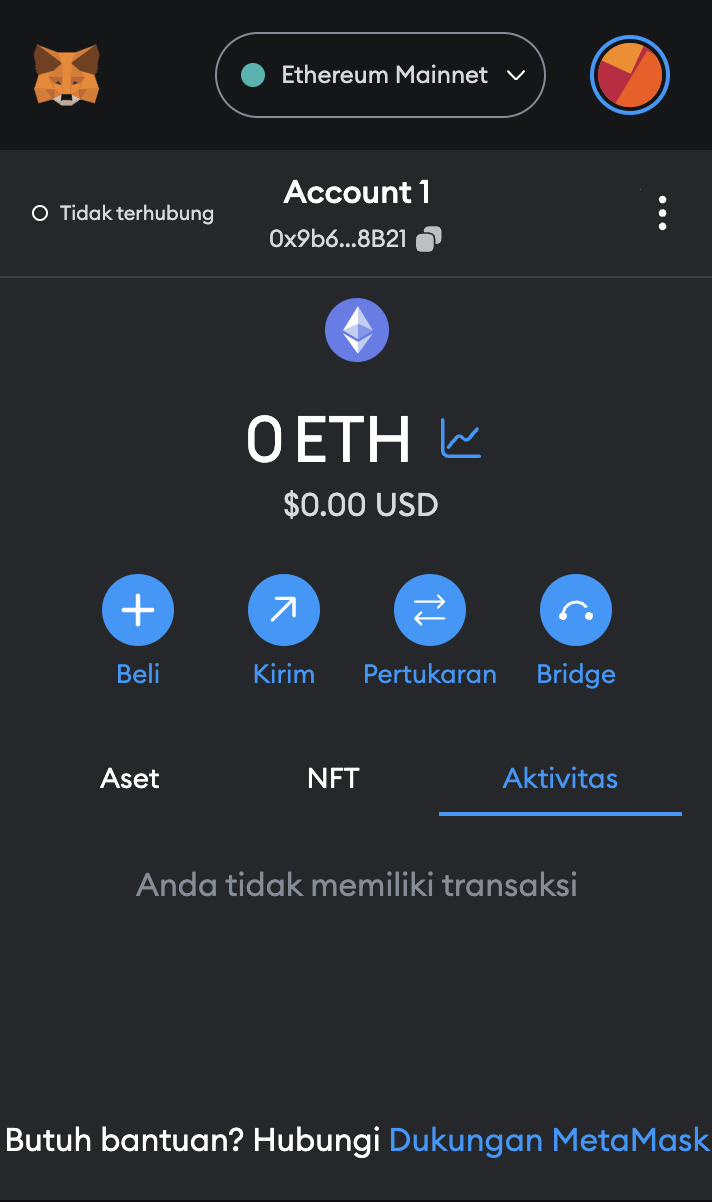 Ethereum Mainnet
Tidak terhubung
Account 1
0x9b6...8B21
0 ETH
$0.00 USD
Beli
Kirim
Pertukaran
Bridge
Aset
NFT
Aktivitas
Anda tidak memiliki transaksi
Butuh bantuan? Hubungi Dukungan MetaMask